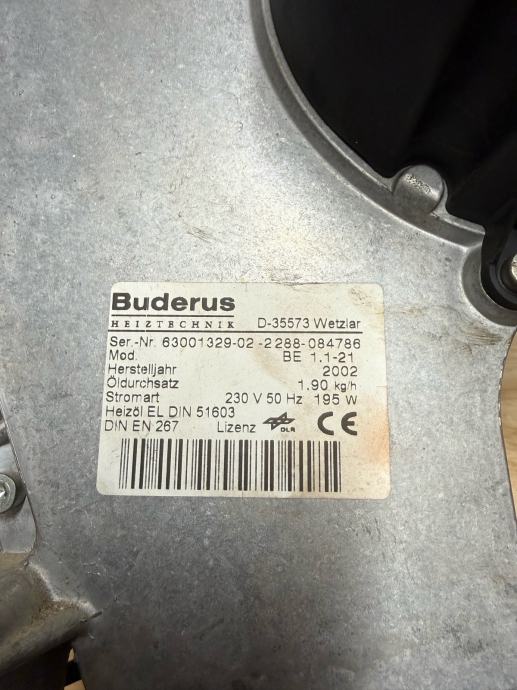 Buderus
HEIZTECHNIK D-35573 Wetzlar
Ser.-Nr. 63001329-02-2288-084786
Mod. BE 1.1-21
Herstelljahr 2002
Öldurchsatz 1.90 kg/h
Stromart 230 V 50 Hz 195 W
Heizöl EL DIN 51603
DIN EN 267 Lizenz DLR CE